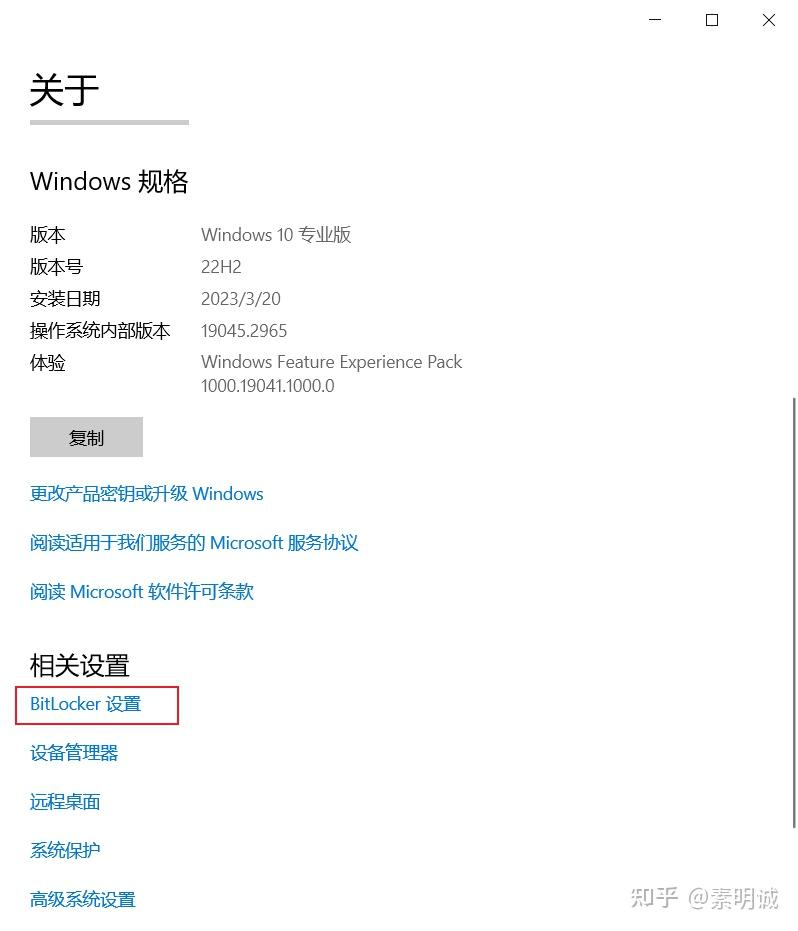 关于
Windows 规格
版本 Windows 10 专业版
版本号 22H2
安装日期 2023/3/20
操作系统内部版本 19045.2965
体验 Windows Feature Experience Pack
1000.19041.1000.0
复制
更改产品密钥或升级 Windows
阅读适用于我们服务的 Microsoft 服务协议
阅读 Microsoft 软件许可条款
相关设置
BitLocker 设置
设备管理器
远程桌面
系统保护
高级系统设置
知乎 @素明诚